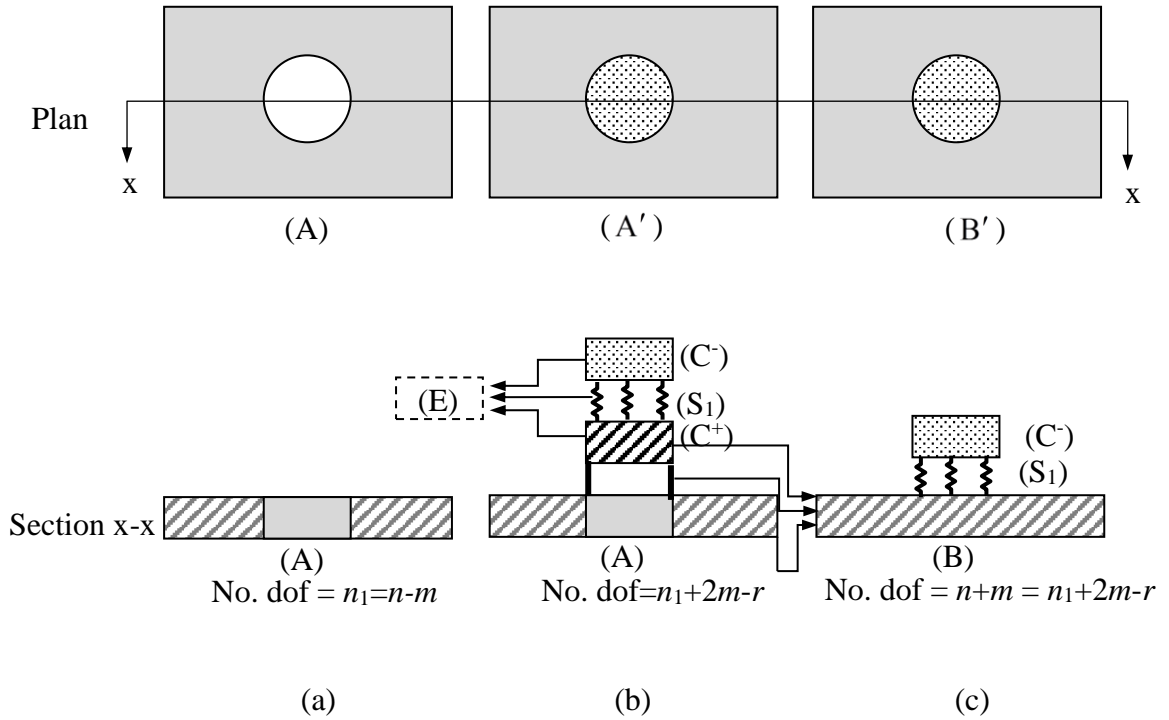 Plan
x
x
(A)
(A′)
(B′)
(C-)
(E)
(S1)
(C+)
(C-)
(S1)
Section x-x
(A)
(A)
(B)
No. dof = n1=n-m
No. dof=n1+2m-r
No. dof = n+m = n1+2m-r
(a)
(b)
(c)